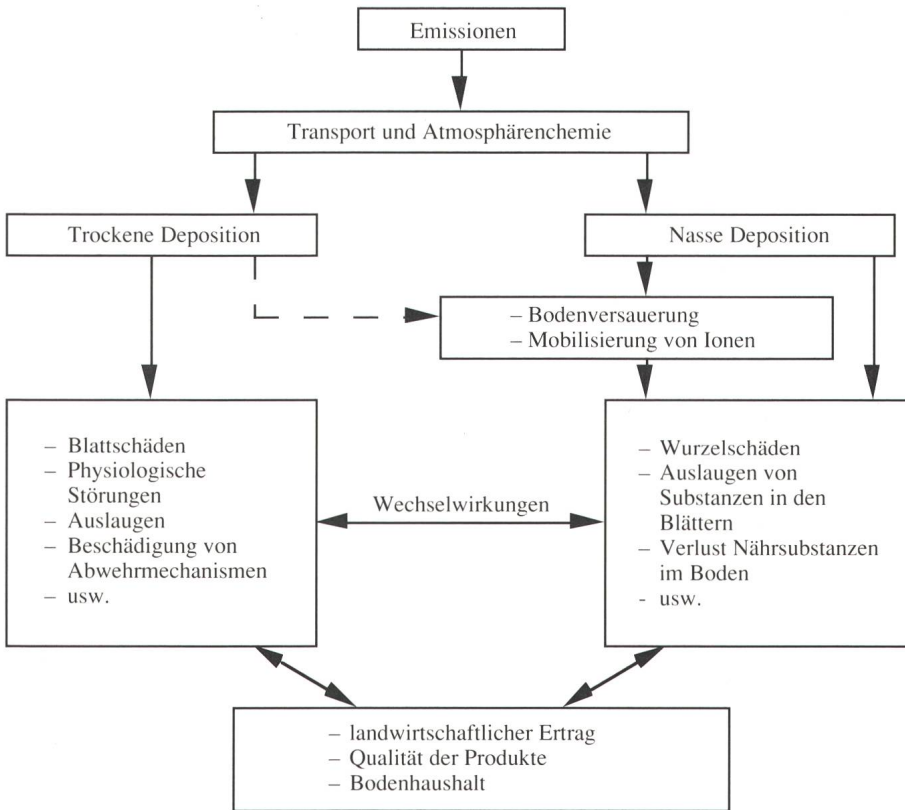 Emissionen
Transport und Atmosphärenchemie
Trockene Deposition
Nasse Deposition
– Bodenversauerung
– Mobilisierung von Ionen
– Blattschäden
– Physiologische
Störungen
– Auslaugen
– Beschädigung von
Abwehrmechanismen
– usw.
Wechselwirkungen
– Wurzelschäden
– Auslaugen von
Substanzen in den
Blättern
– Verlust Nährsubstanzen
im Boden
- usw.
– landwirtschaftlicher Ertrag
– Qualität der Produkte
– Bodenhaushalt